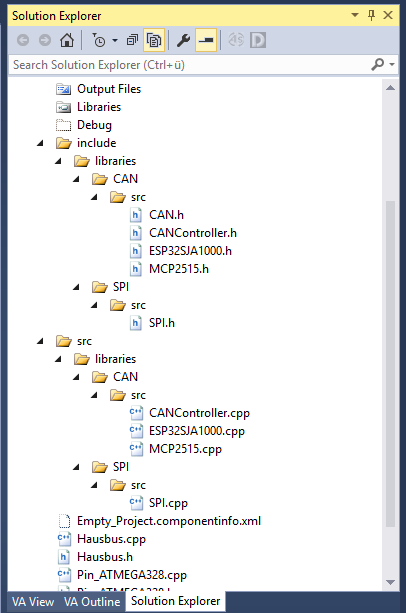 Solution Explorer
Search Solution Explorer (Ctrl+ü)
Output Files
Libraries
Debug
include
libraries
CAN
src
CAN.h
CANController.h
ESP32SJA1000.h
MCP2515.h
SPI
src
SPI.h
src
libraries
CAN
src
CANController.cpp
ESP32SJA1000.cpp
MCP2515.cpp
SPI
src
SPI.cpp
Empty_Project.componentinfo.xml
Hausbus.cpp
Hausbus.h
Pin_ATMEGA328.cpp
VA View VA Outline Solution Explorer